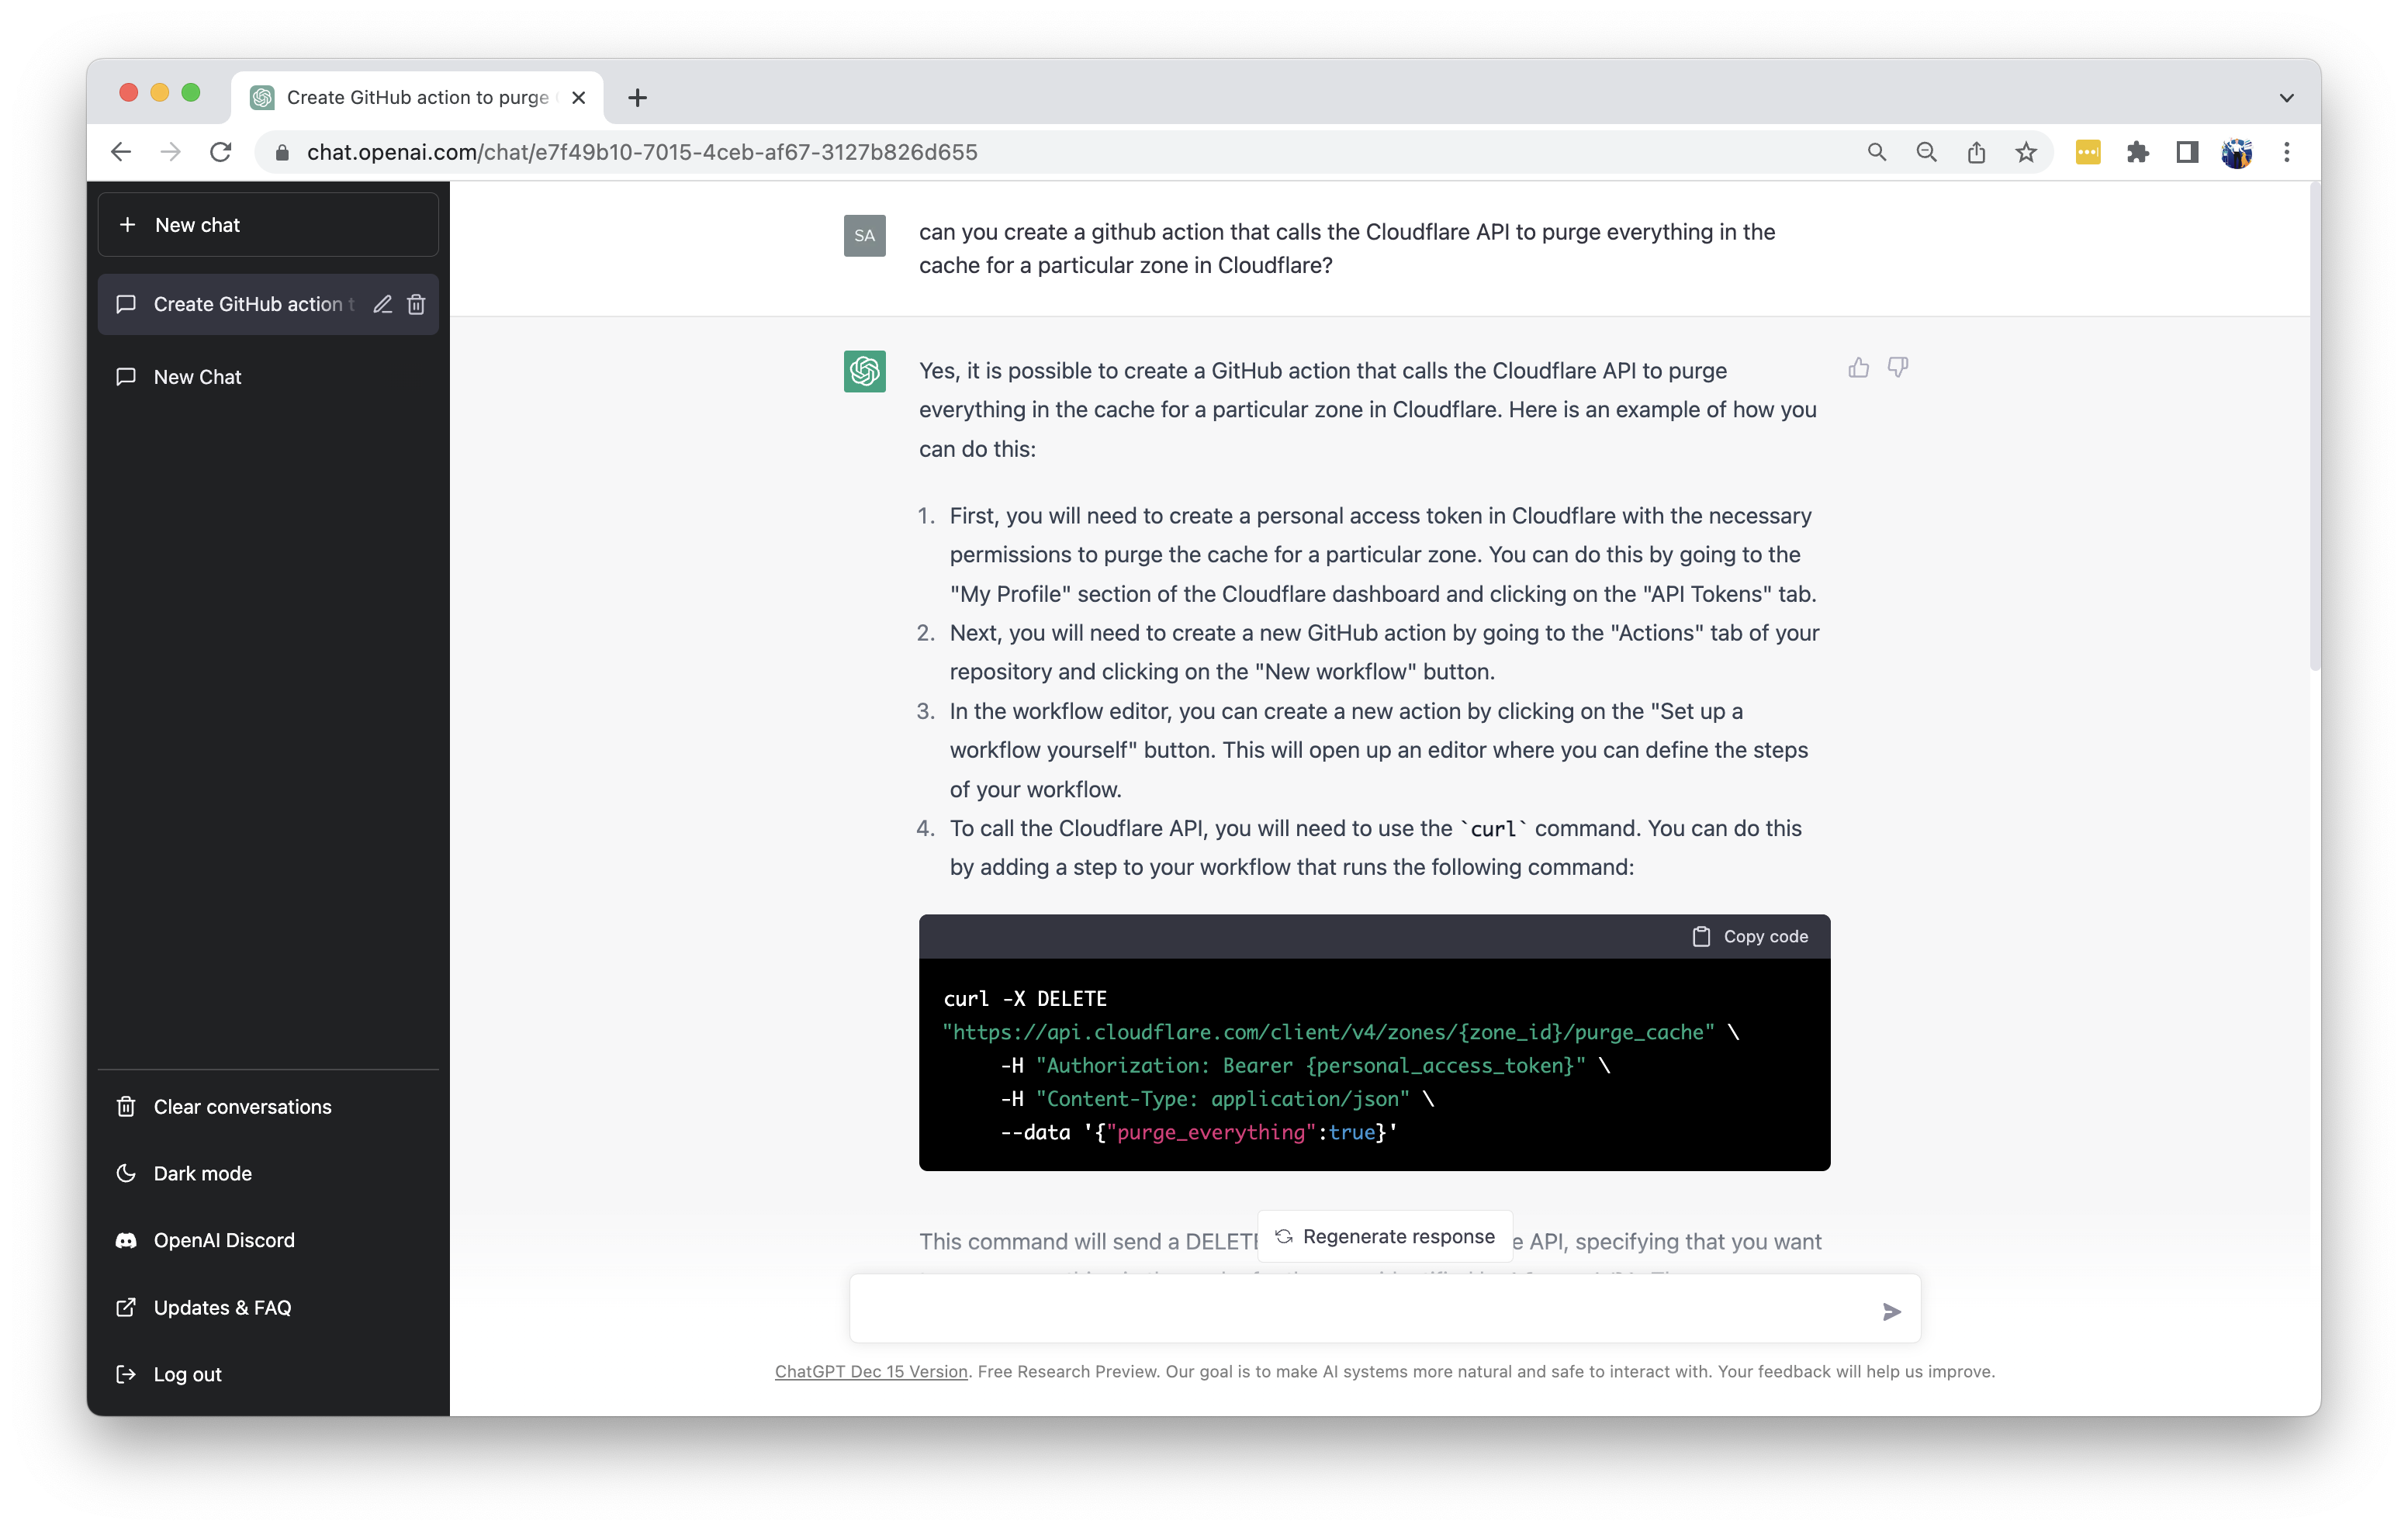 Create GitHub action to purge
chat.openai.com/chat/e7f49b10-7015-4ceb-af67-3127b826d655
New chat
Create GitHub action t
New Chat
Clear conversations
Dark mode
OpenAI Discord
Updates & FAQ
Log out
SA
can you create a github action that calls the Cloudflare API to purge everything in the
cache for a particular zone in Cloudflare?
Yes, it is possible to create a GitHub action that calls the Cloudflare API to purge
everything in the cache for a particular zone in Cloudflare. Here is an example of how you
can do this:
1. First, you will need to create a personal access token in Cloudflare with the necessary
permissions to purge the cache for a particular zone. You can do this by going to the
"My Profile" section of the Cloudflare dashboard and clicking on the "API Tokens" tab.
2. Next, you will need to create a new GitHub action by going to the "Actions" tab of your
repository and clicking on the "New workflow" button.
3. In the workflow editor, you can create a new action by clicking on the "Set up a
workflow yourself" button. This will open up an editor where you can define the steps
of your workflow.
4. To call the Cloudflare API, you will need to use the `curl` command. You can do this
by adding a step to your workflow that runs the following command:
Copy code
curl -X DELETE
"https://api.cloudflare.com/client/v4/zones/{zone_id}/purge_cache" \
-H "Authorization: Bearer {personal_access_token}" \
-H "Content-Type: application/json" \
--data '{"purge_everything":true}'
This command will send a DELETE
Regenerate response
e API, specifying that you want
ChatGPT Dec 15 Version. Free Research Preview. Our goal is to make AI systems more natural and safe to interact with. Your feedback will help us improve.